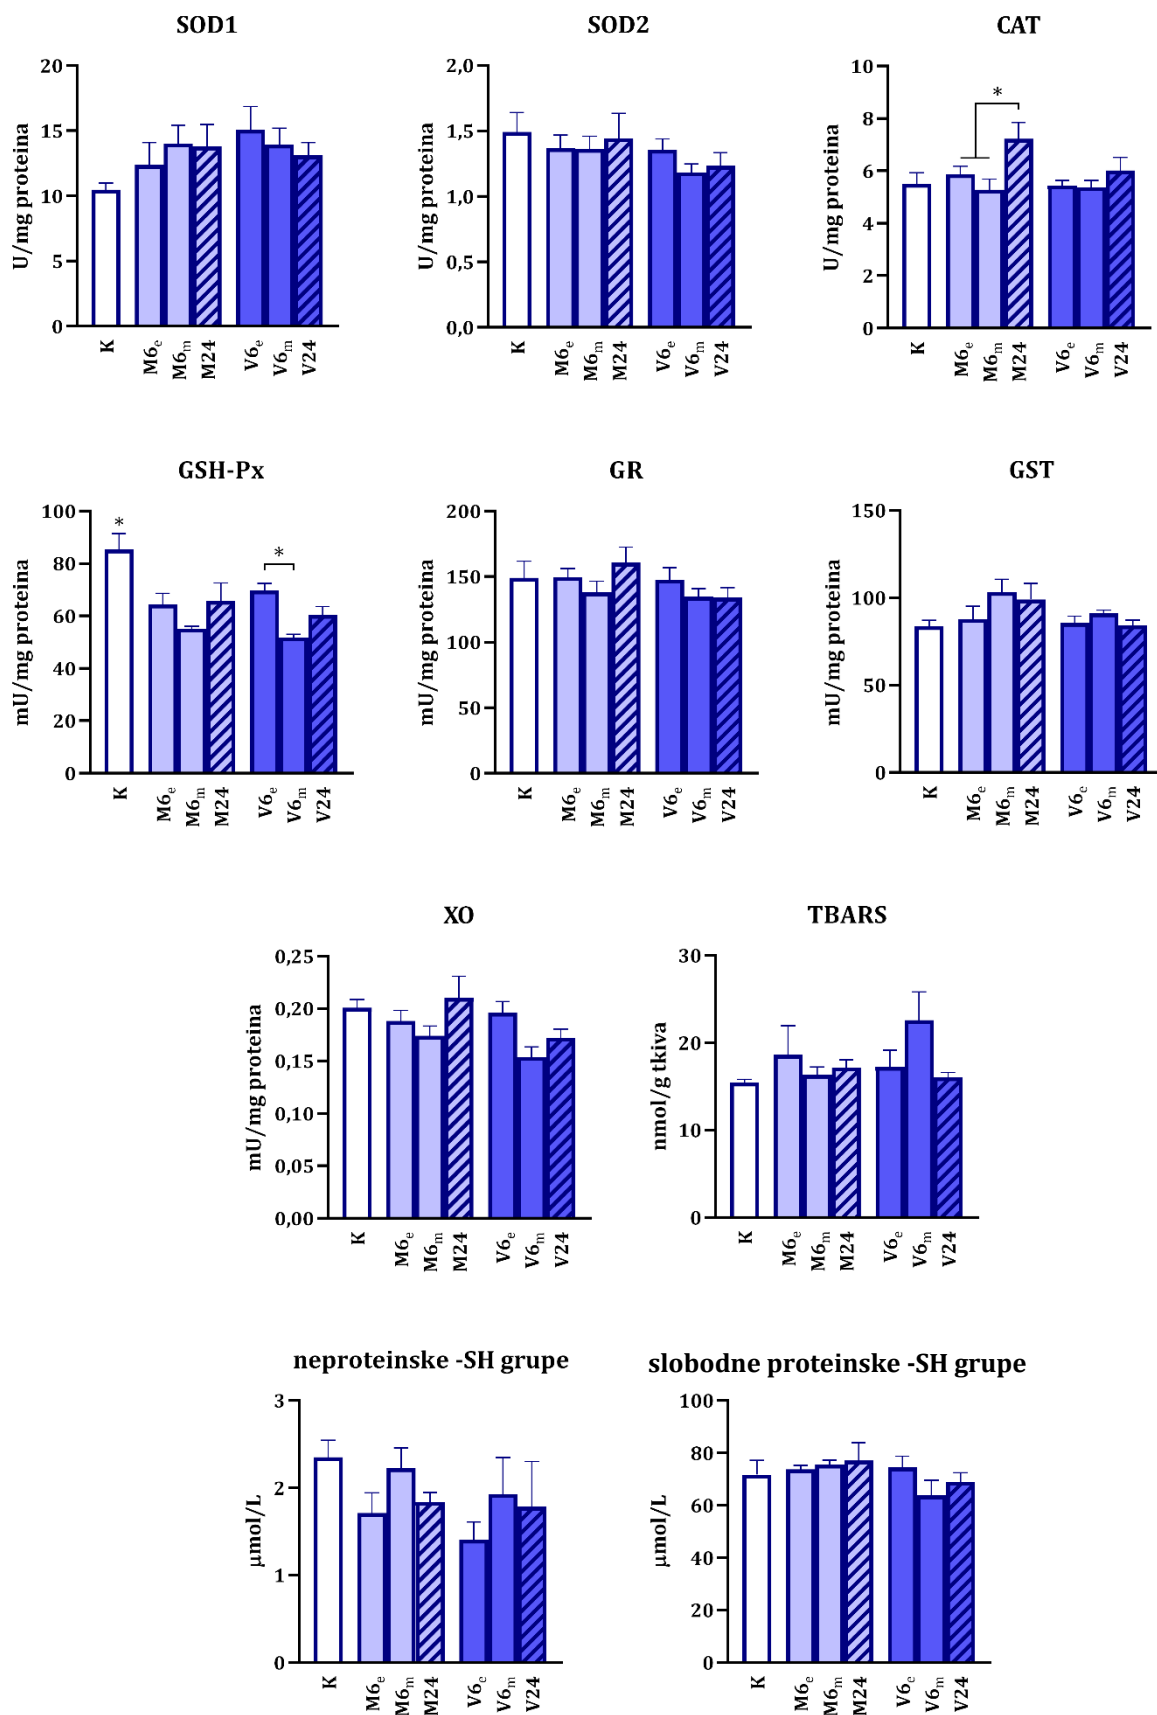 SOD1
U/mg proteina
20
15
10
5
0
K M6e M6m M24 V6e V6m V24
SOD2
U/mg proteina
2,0
1,5
1,0
0,5
0,0
K M6e M6m M24 V6e V6m V24
CAT
U/mg proteina
10
8
6
4
2
0
*
K M6e M6m M24 V6e V6m V24
GSH-Px
mU/mg proteina
100
80
60
40
20
0
*
*
K M6e M6m M24 V6e V6m V24
GR
mU/mg proteina
200
150
100
50
0
K M6e M6m M24 V6e V6m V24
GST
mU/mg proteina
150
100
50
0
K M6e M6m M24 V6e V6m V24
XO
mU/mg proteina
0,25
0,20
0,15
0,10
0,05
0,00
K M6e M6m M24 V6e V6m V24
TBARS
nmol/g tkiva
30
20
10
0
K M6e M6m M24 V6e V6m V24
neproteinske -SH grupe
μmol/L
3
2
1
0
K M6e M6m M24 V6e V6m V24
slobodne proteinske -SH grupe
μmol/L
100
80
60
40
20
0
K M6e M6m M24 V6e V6m V24